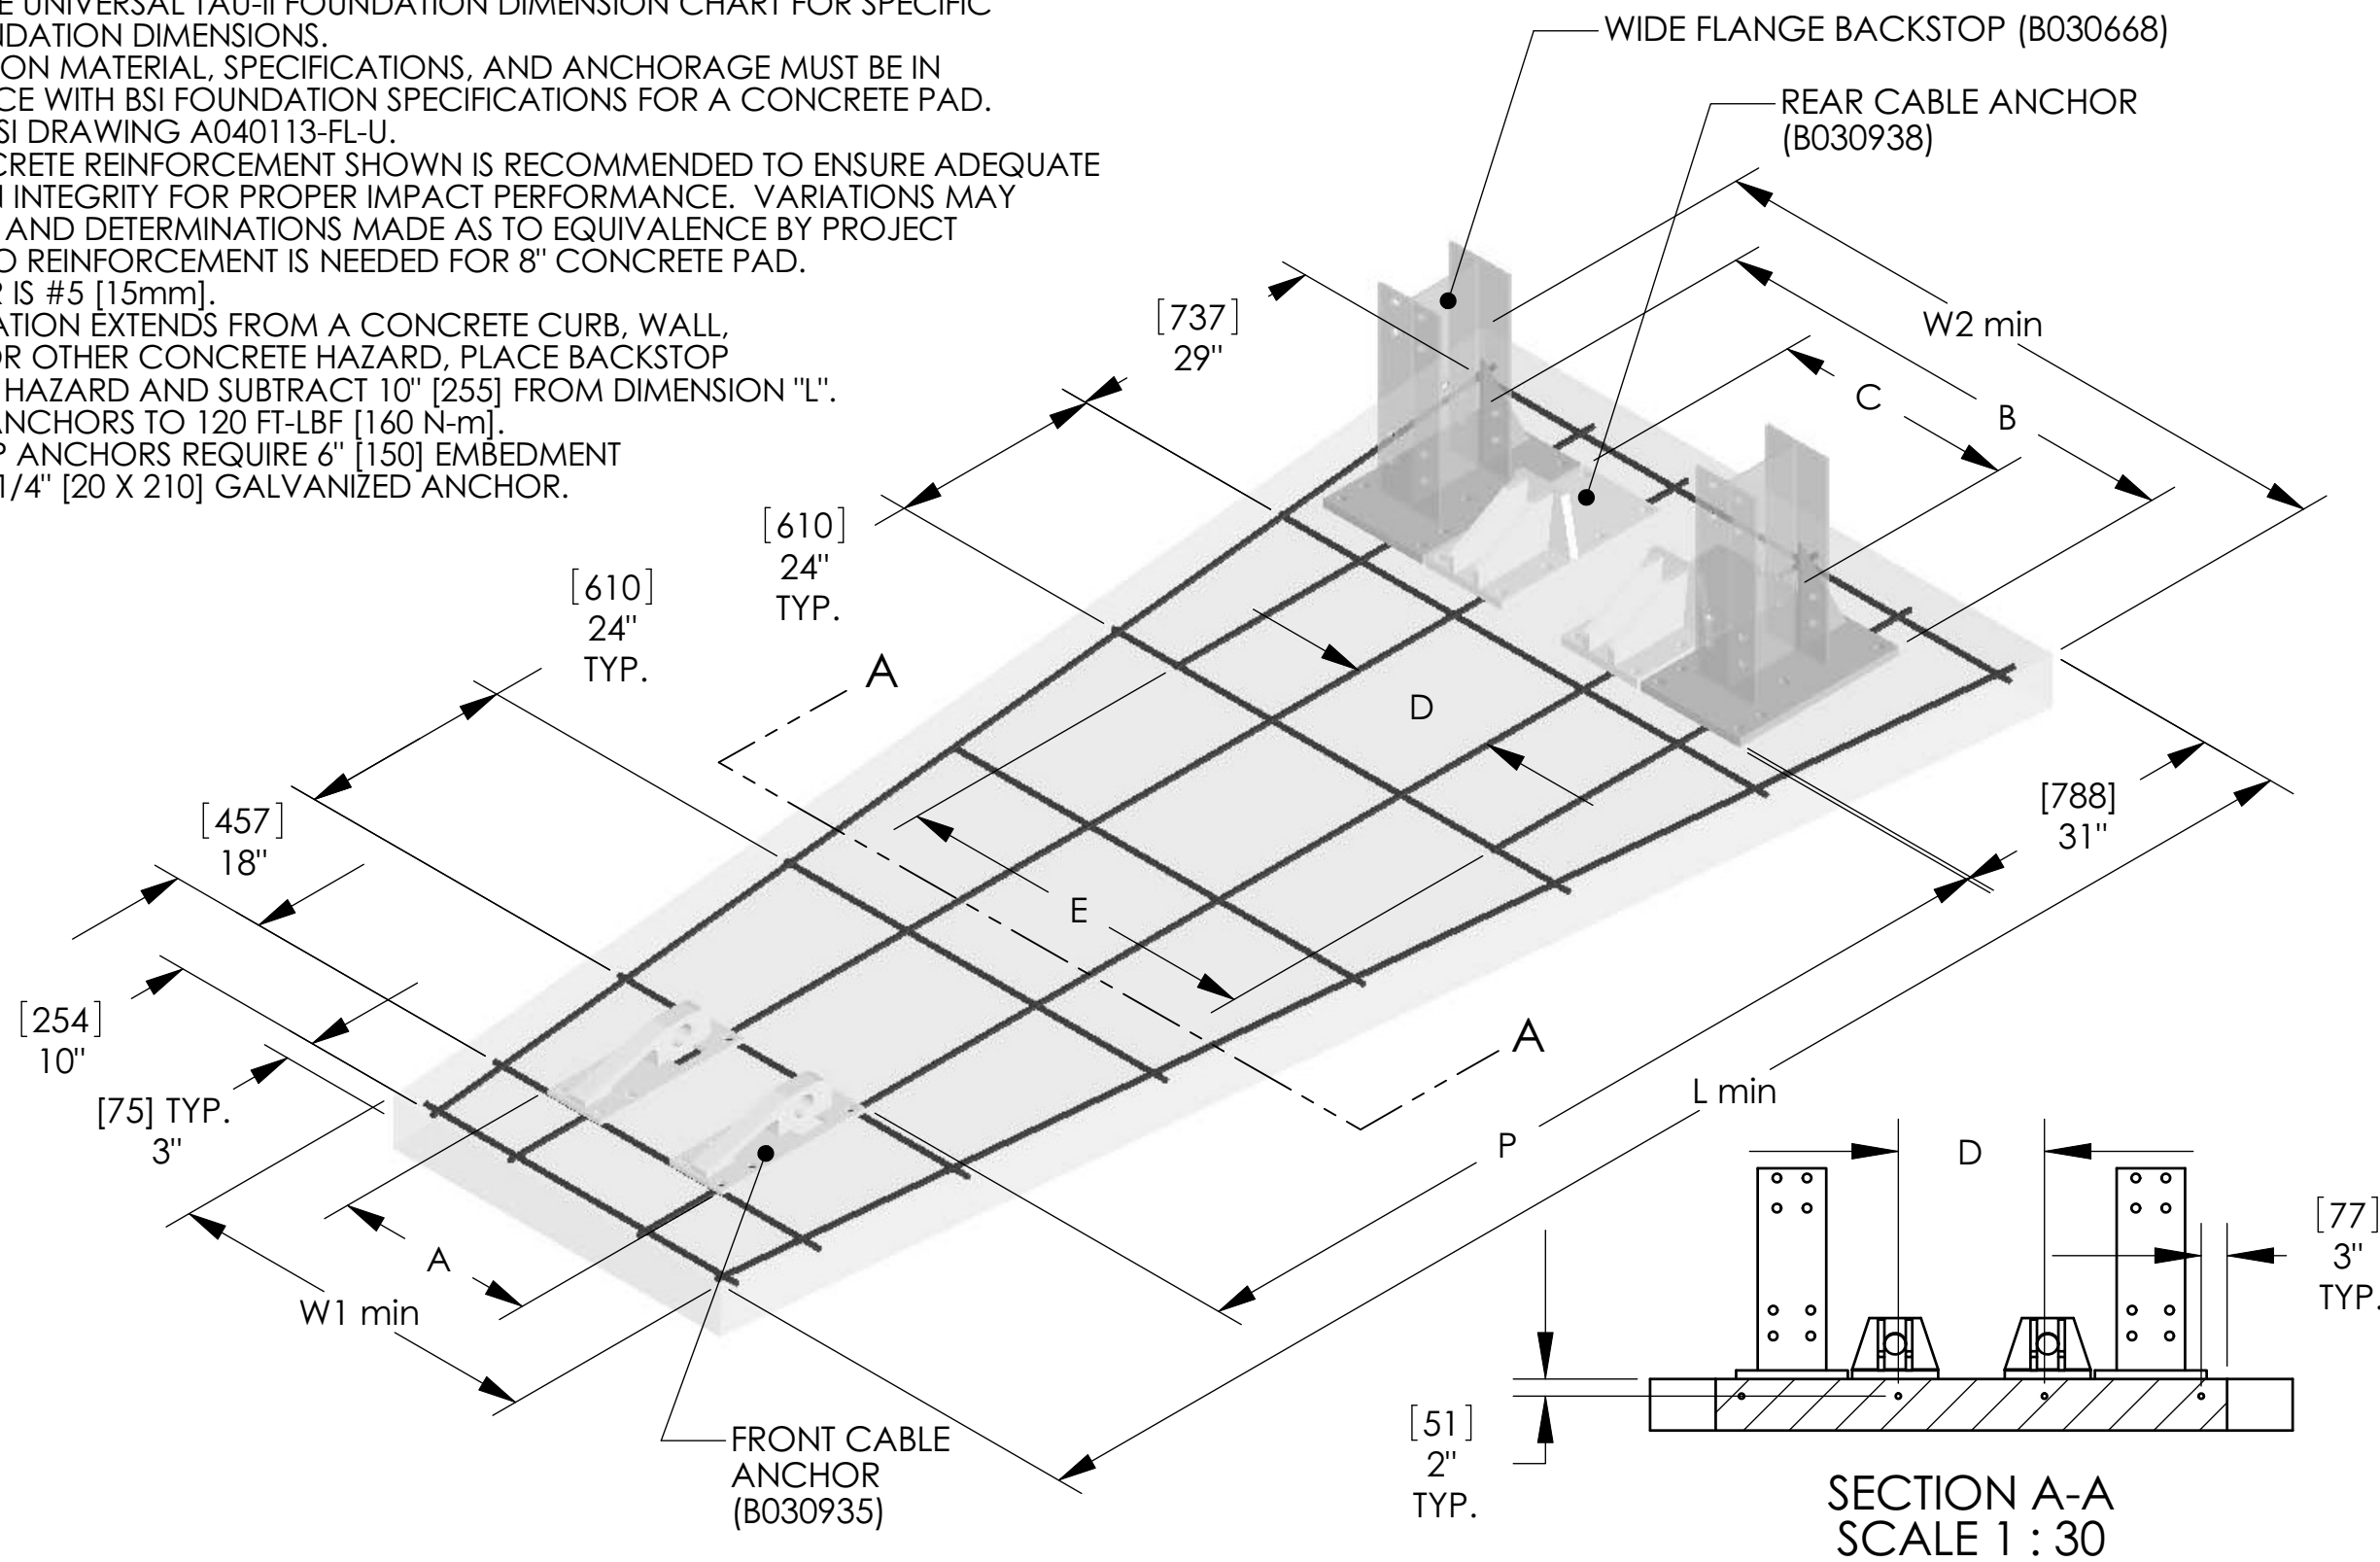 E UNIVERSAL TAU-II FOUNDATION DIMENSION CHART FOR SPECIFIC
NDATION DIMENSIONS.
ON MATERIAL, SPECIFICATIONS, AND ANCHORAGE MUST BE IN
CE WITH BSI FOUNDATION SPECIFICATIONS FOR A CONCRETE PAD.
SI DRAWING A040113-FL-U.
CRETE REINFORCEMENT SHOWN IS RECOMMENDED TO ENSURE ADEQUATE
N INTEGRITY FOR PROPER IMPACT PERFORMANCE.  VARIATIONS MAY
AND DETERMINATIONS MADE AS TO EQUIVALENCE BY PROJECT
O REINFORCEMENT IS NEEDED FOR 8" CONCRETE PAD.
R IS #5 [15mm].
ATION EXTENDS FROM A CONCRETE CURB, WALL,
OR OTHER CONCRETE HAZARD, PLACE BACKSTOP
HAZARD AND SUBTRACT 10" [255] FROM DIMENSION "L".
ANCHORS TO 120 FT-LBF [160 N-m].
P ANCHORS REQUIRE 6" [150] EMBEDMENT
1/4" [20 X 210] GALVANIZED ANCHOR.
WIDE FLANGE BACKSTOP (B030668)
REAR CABLE ANCHOR
(B030938)
[737]
29"
W2 min
C
B
[610]
24"
TYP.
[610]
24"
TYP.
A
D
[457]
18"
[788]
31"
E
[254]
10"
A
[75] TYP.
3"
L min
P
A
W1 min
D
[77]
3"
TYP.
FRONT CABLE
ANCHOR
(B030935)
[51]
2"
TYP.
SECTION A-A
SCALE 1 : 30